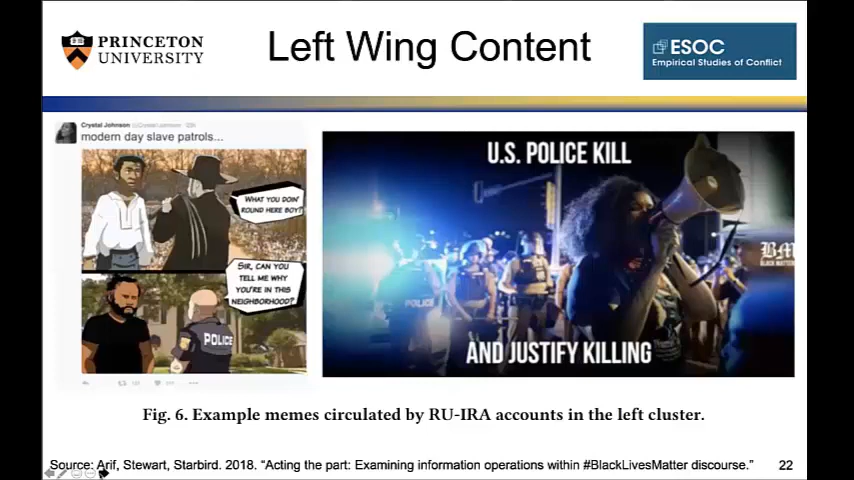 PRINCETON
UNIVERSITY
Left Wing Content
ESOC
Empirical Studies of Conflict
Crystal Johnson
modern day slave patrols...
WHAT YOU DOIN'
'ROUND HERE BOY?
SIR, CAN YOU
TELL ME WHY
YOU'RE IN THIS
NEIGHBORHOOD?
POLICE
U.S. POLICE KILL
POLICE
BM
BLACK MATTERS
AND JUSTIFY KILLING
Fig. 6. Example memes circulated by RU-IRA accounts in the left cluster.
Source: Arif, Stewart, Starbird. 2018. “Acting the part: Examining information operations within #BlackLivesMatter discourse.”
22